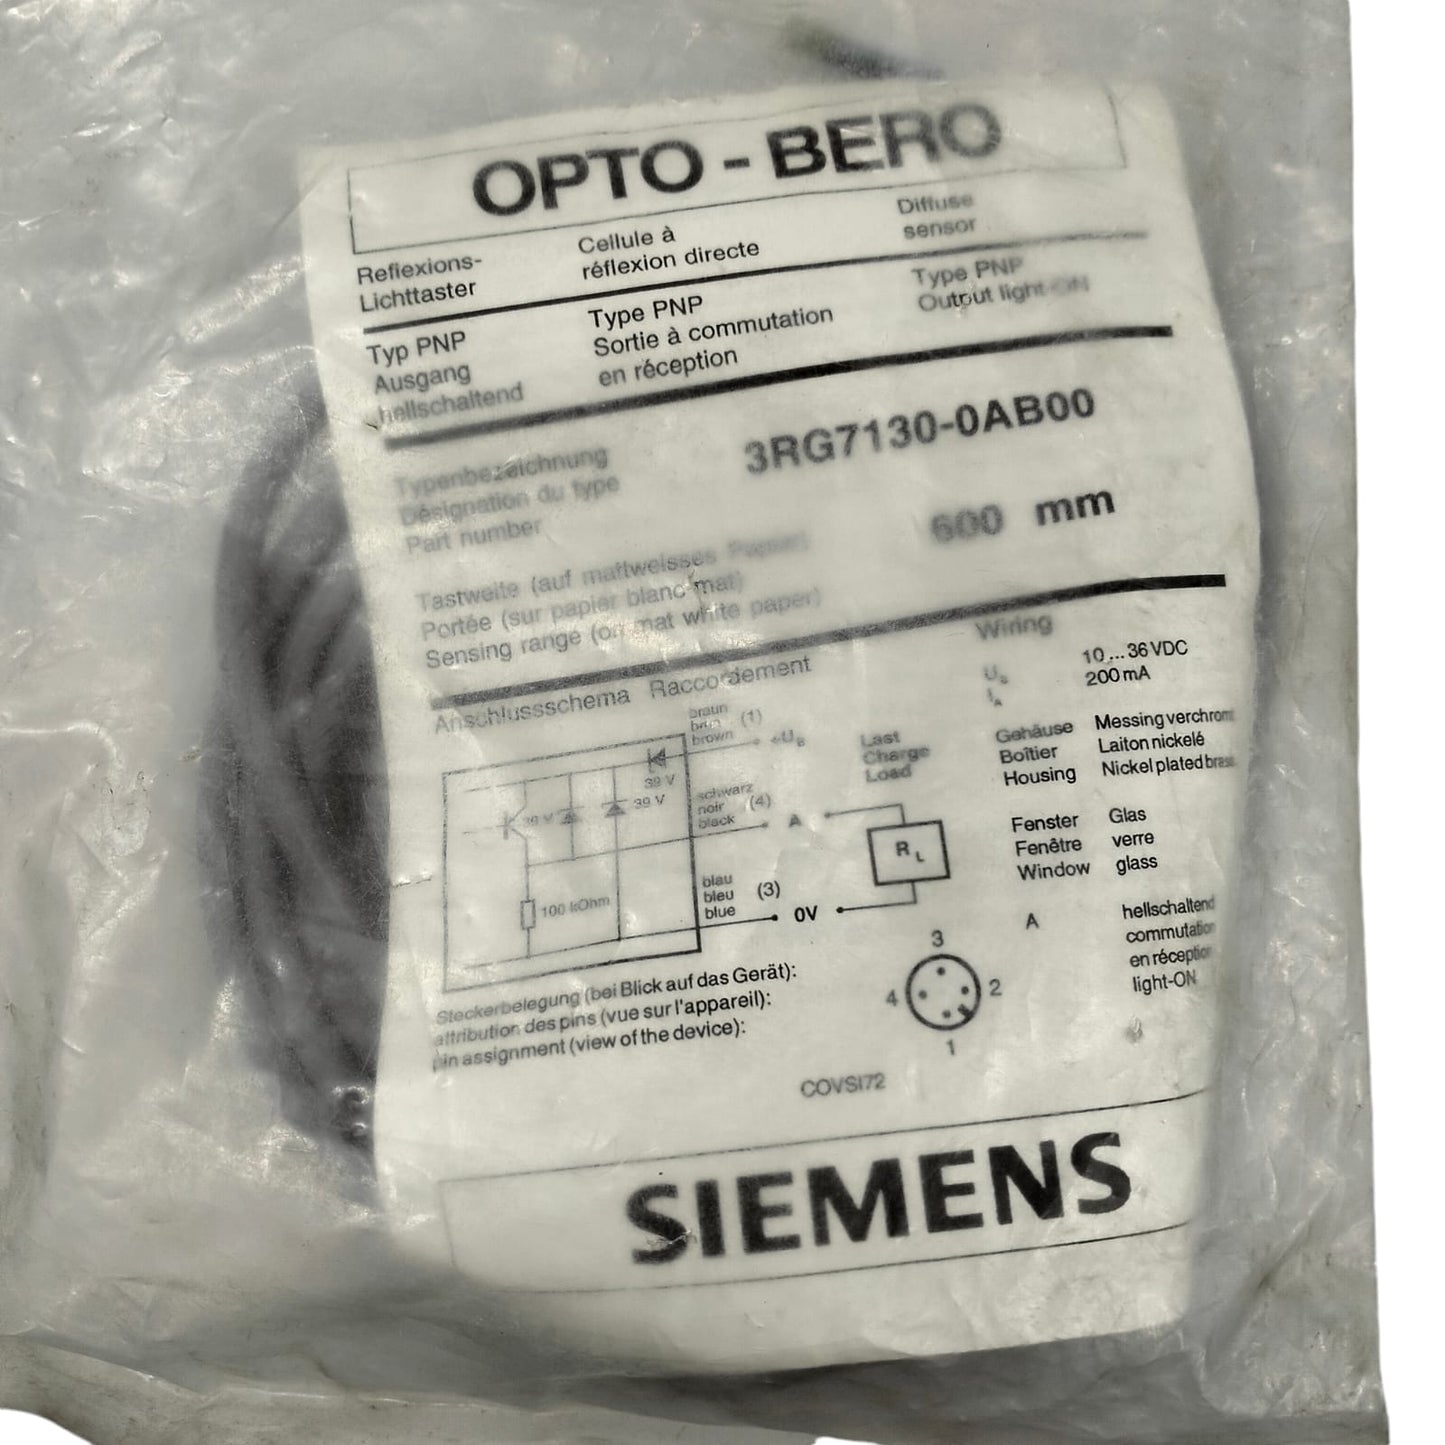 OPTO - BERO
Reflexions-
Lichttaster
Cellule à
réflexion directe
Diffuse
sensor
Typ PNP
Ausgang
hellschaltend
Type PNP
Sortie à commutation
en réception
Type PNP
Output light-ON
Typenbezeichnung
Désignation du type
Part number
3RG7130-0AB00
Tastweite (auf mattweisses Papier)
Portée (sur papier blanc mat)
Sensing range (on mat white paper)
600 mm
Anschlussschema Raccordement
Wiring
braun
brun
brown
(1)
+UB
39 V
39 V
39 V
schwarz
noir
black
(4)
A
100 kOhm
blau
bleu
blue
(3)
0V
Last
Charge
Load
RL
10 ... 36 VDC
200 mA
Gehäuse
Boîtier
Housing
Messing verchrom
Laiton nickelé
Nickel plated brass
Fenster
Fenêtre
Window
Glas
verre
glass
A
hellschaltend
commutation
en réception
light-ON
Steckerbelegung (bei Blick auf das Gerät):
attribution des pins (vue sur l'appareil):
pin assignment (view of the device):
3
4
2
1
COVSI72
SIEMENS